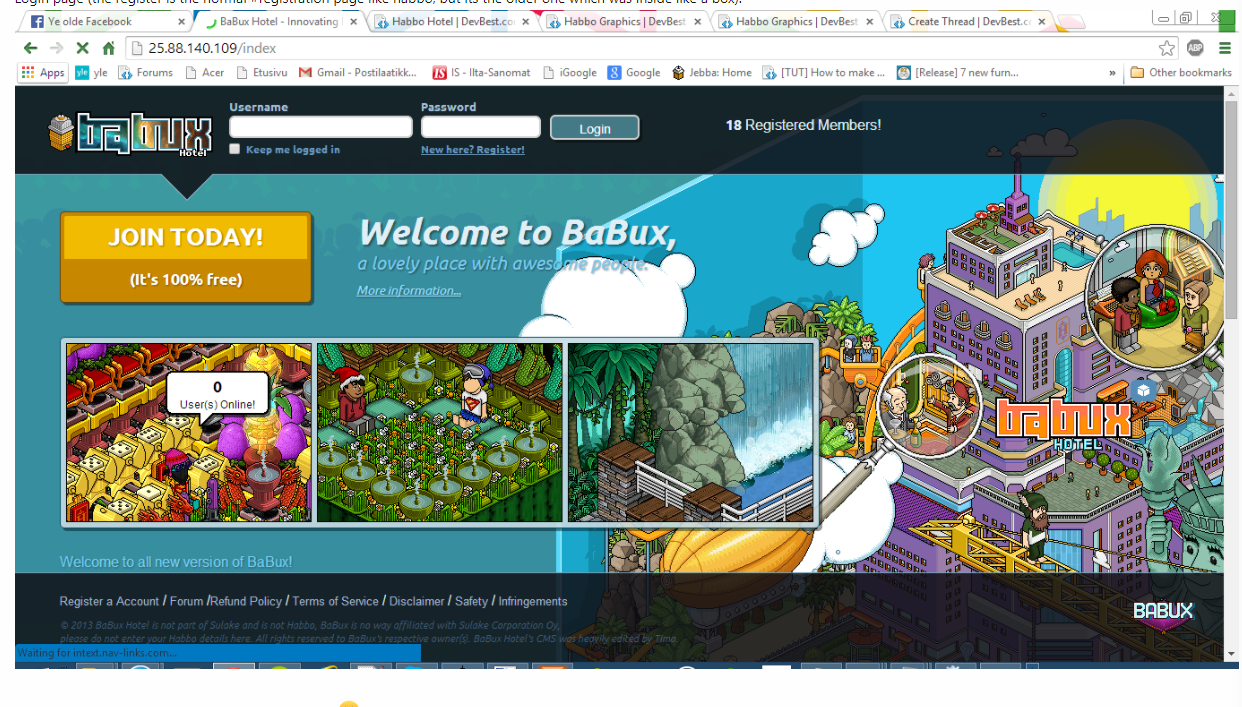 Login page (the register is the normal #registration page like habbo, but its the older one which was inside like a box):
Ye olde Facebook
BaBux Hotel - Innovating
Habbo Hotel | DevBest.co
Habbo Graphics | DevBest
Habbo Graphics | DevBest
Create Thread | DevBest.c
25.88.140.109/index
ABP
Apps
yle yle
Forums
Acer
Etusivu
Gmail - Postilaatikk...
IS IS - Ilta-Sanomat
iGoogle
8 Google
Jebba: Home
[TUT] How to make ...
[Release] 7 new furn...
»
Other bookmarks
babux
Hotel
Username
Password
Login
Keep me logged in
New here? Register!
18 Registered Members!
JOIN TODAY!
(It's 100% free)
Welcome to BaBux,
a lovely place with awesome people.
More information...
0
User(s) Online!
babux
HOTEL
Welcome to all new version of BaBux!
Register a Account / Forum /Refund Policy / Terms of Service / Disclaimer / Safety / Infringements
© 2013 BaBux Hotel is not part of Sulake and is not Habbo, BaBux is no way affiliated with Sulake Corporation Oy,
please do not enter your Habbo details here. All rights reserved to BaBux's respective owner(s). BaBux Hotel's CMS was heavily edited by Timo.
BABUX
Waiting for intext.nav-links.com...